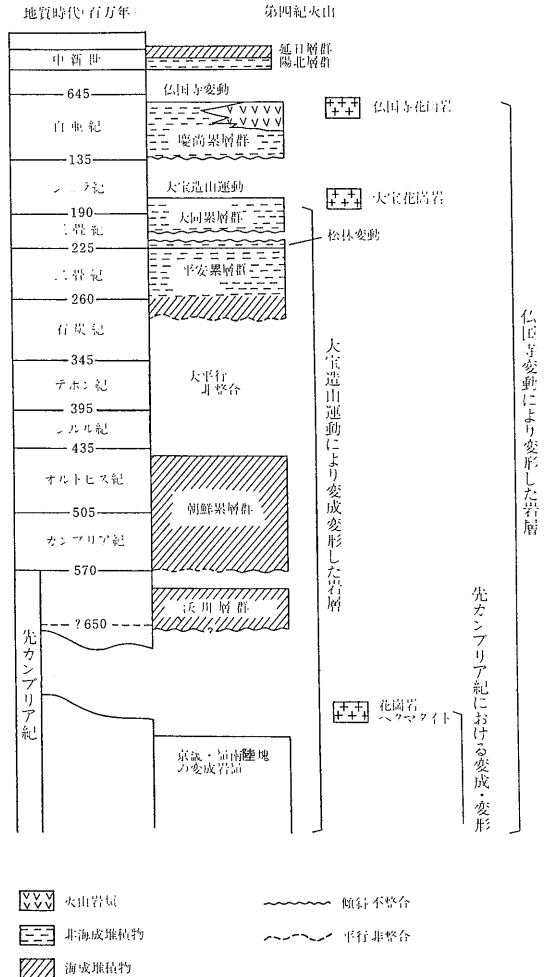 地質時代(百万年)
第四紀火山
延日層群
陽北層群
中新世
645
仏国寺変動
仏国寺花崗岩
白亜紀
慶尚累層群
135
ジュラ紀
大宝造山運動
大宝花崗岩
190
大同累層群
三畳紀
松林変動
225
平安累層群
二畳紀
260
石炭紀
345
大平行
非整合
デボン紀
395
シルル紀
435
オルトビス紀
朝鮮累層群
505
カンブリア紀
570
沃川層群
? 650
?
先カンブリア紀
花崗岩
ペグマタイト
京畿・嶺南陸塊
の変成岩類
大宝造山運動により変成変形した岩層
仏国寺変動により変形した岩層
先カンブリア紀における変成・変形
火山岩類
傾斜不整合
非海成堆積物
平行非整合
海成堆積物